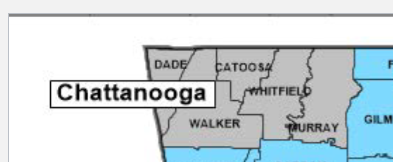 DADE
CATOOSA
F
Chattanooga
WHITFIELD
WALKER
MURRAY
GILM